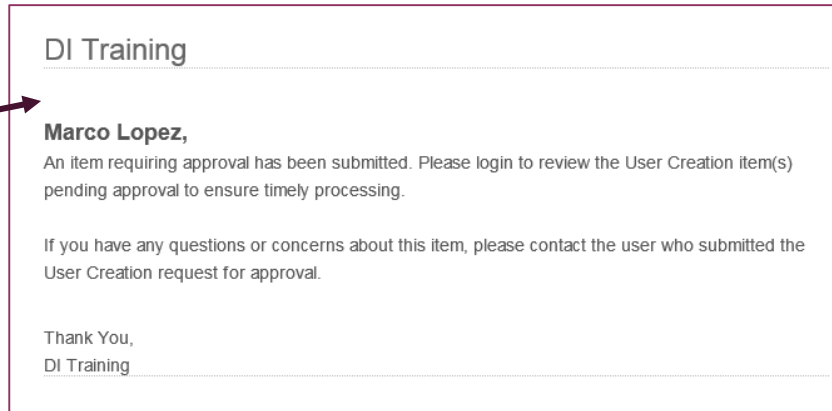 DI Training
Marco Lopez,
An item requiring approval has been submitted. Please login to review the User Creation item(s)
pending approval to ensure timely processing.
If you have any questions or concerns about this item, please contact the user who submitted the
User Creation request for approval.
Thank You,
DI Training